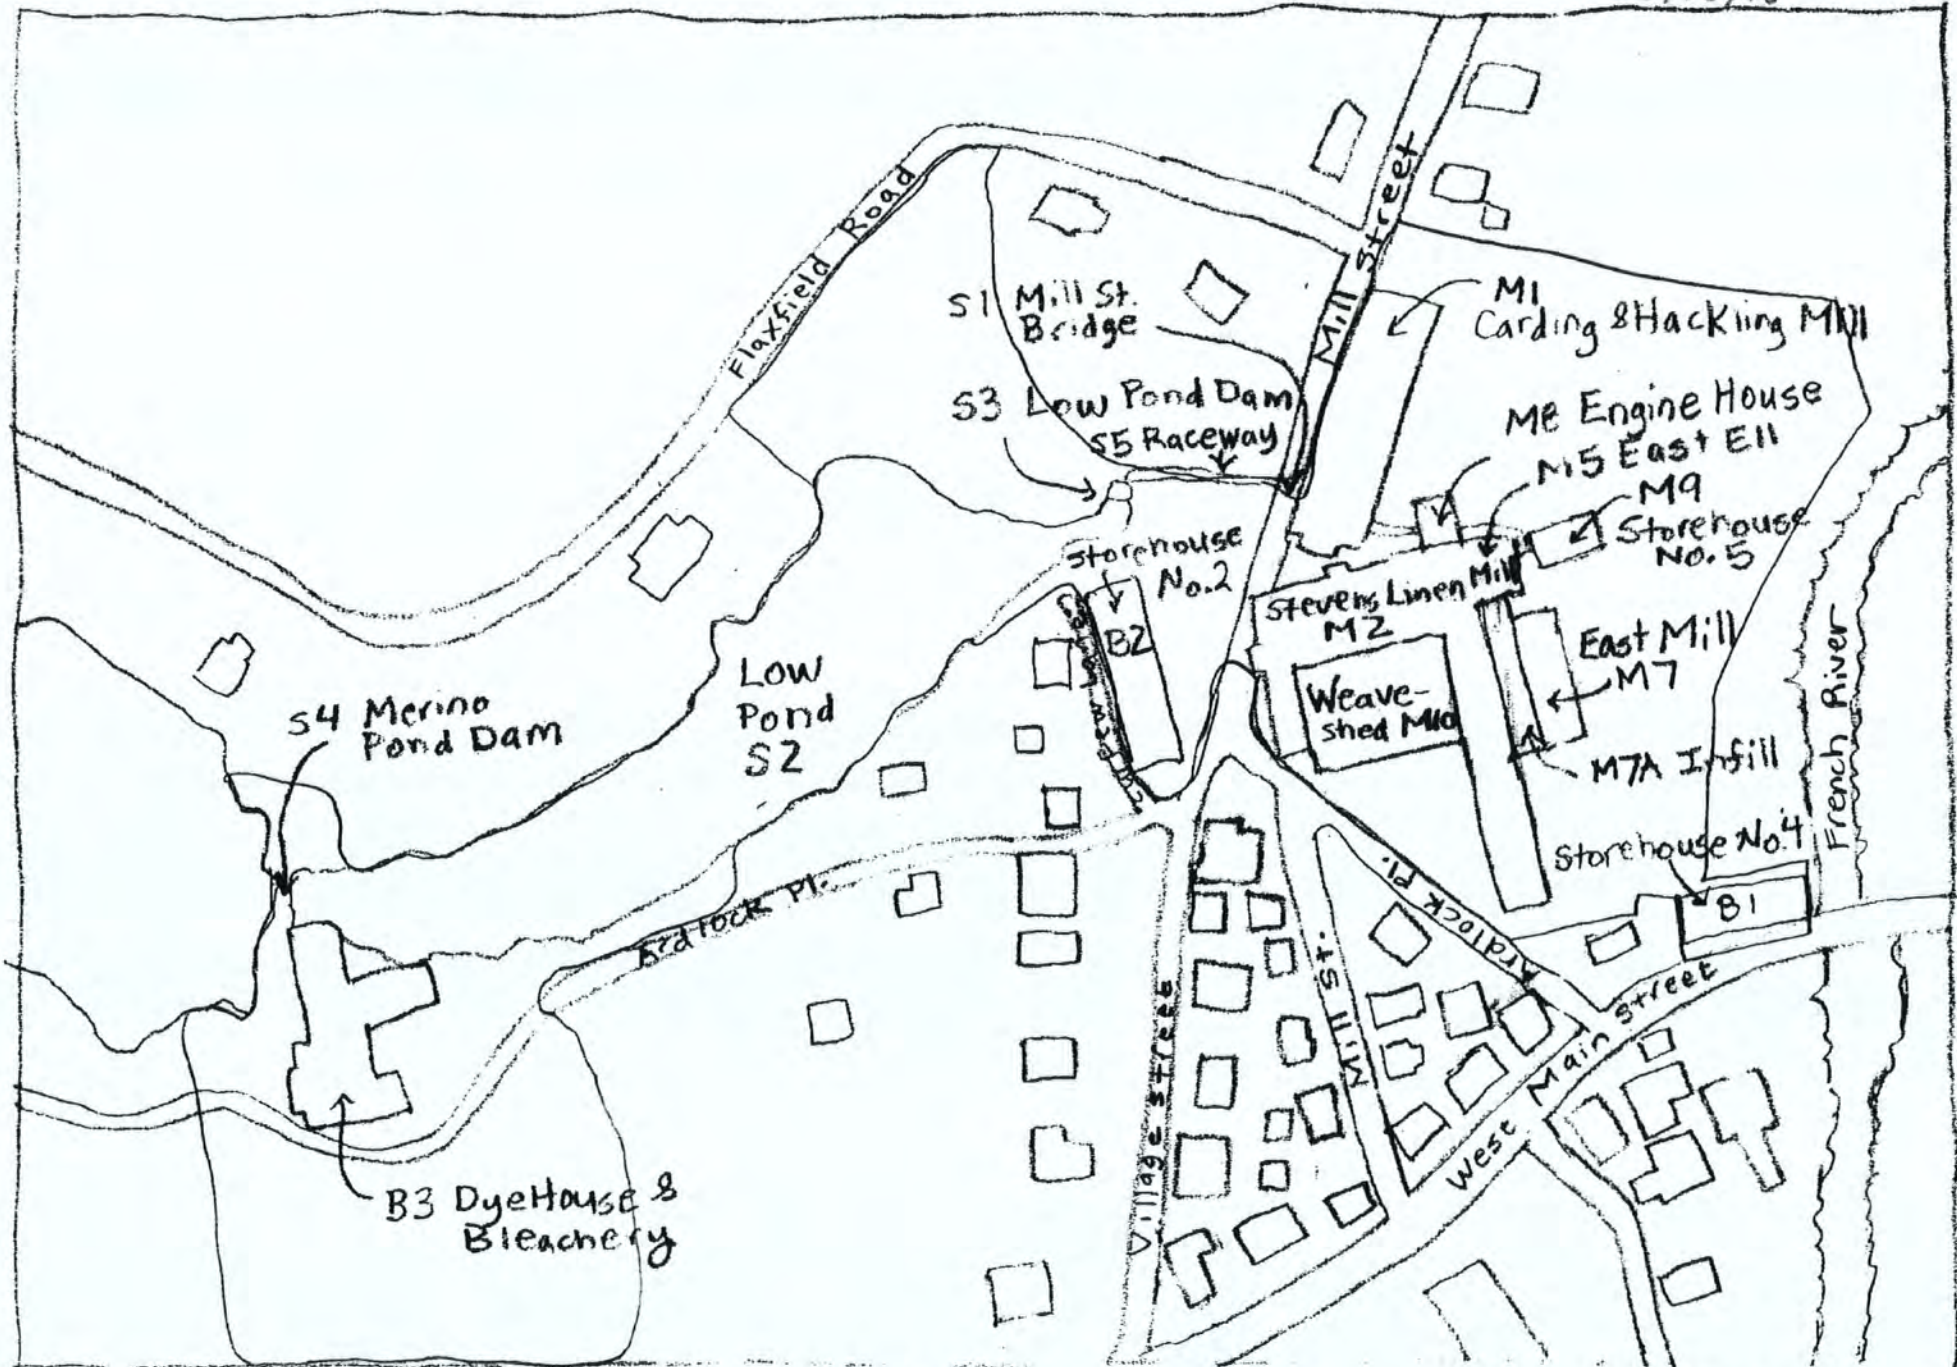 Flaxfield Road
Mill Street
S1 Mill St.
Bridge
M1
Carding & Hackling Mill
S3 Low Pond Dam
S5 Raceway
M8 Engine House
M5 East Ell
M9
Storehouse
No. 5
Storehouse
No. 2
B2
Stevens Linen Mill
M2
East Mill
M7
Weave-
shed M10
M7A Infill
French River
Low
Pond
S2
S4 Merino
Pond Dam
Storehouse No. 4
B1
Ardlock Pl.
Ardlock Pl.
Mill St.
Village Street
West Main Street
B3 DyeHouse &
Bleachery